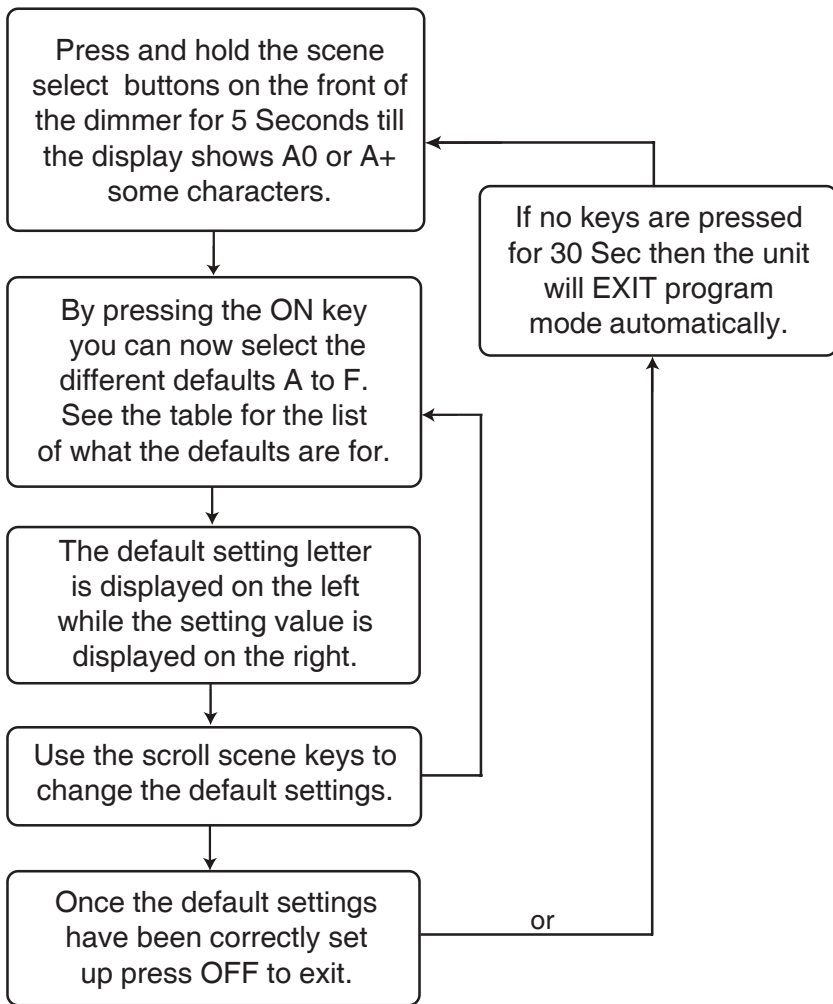 Press and hold the scene
select buttons on the front of
the dimmer for 5 Seconds till
the display shows A0 or A+
some characters.
If no keys are pressed
for 30 Sec then the unit
will EXIT program
mode automatically.
By pressing the ON key
you can now select the
different defaults A to F.
See the table for the list
of what the defaults are for.
The default setting letter
is displayed on the left
while the setting value is
displayed on the right.
Use the scroll scene keys to
change the default settings.
Once the default settings
have been correctly set
up press OFF to exit.
or